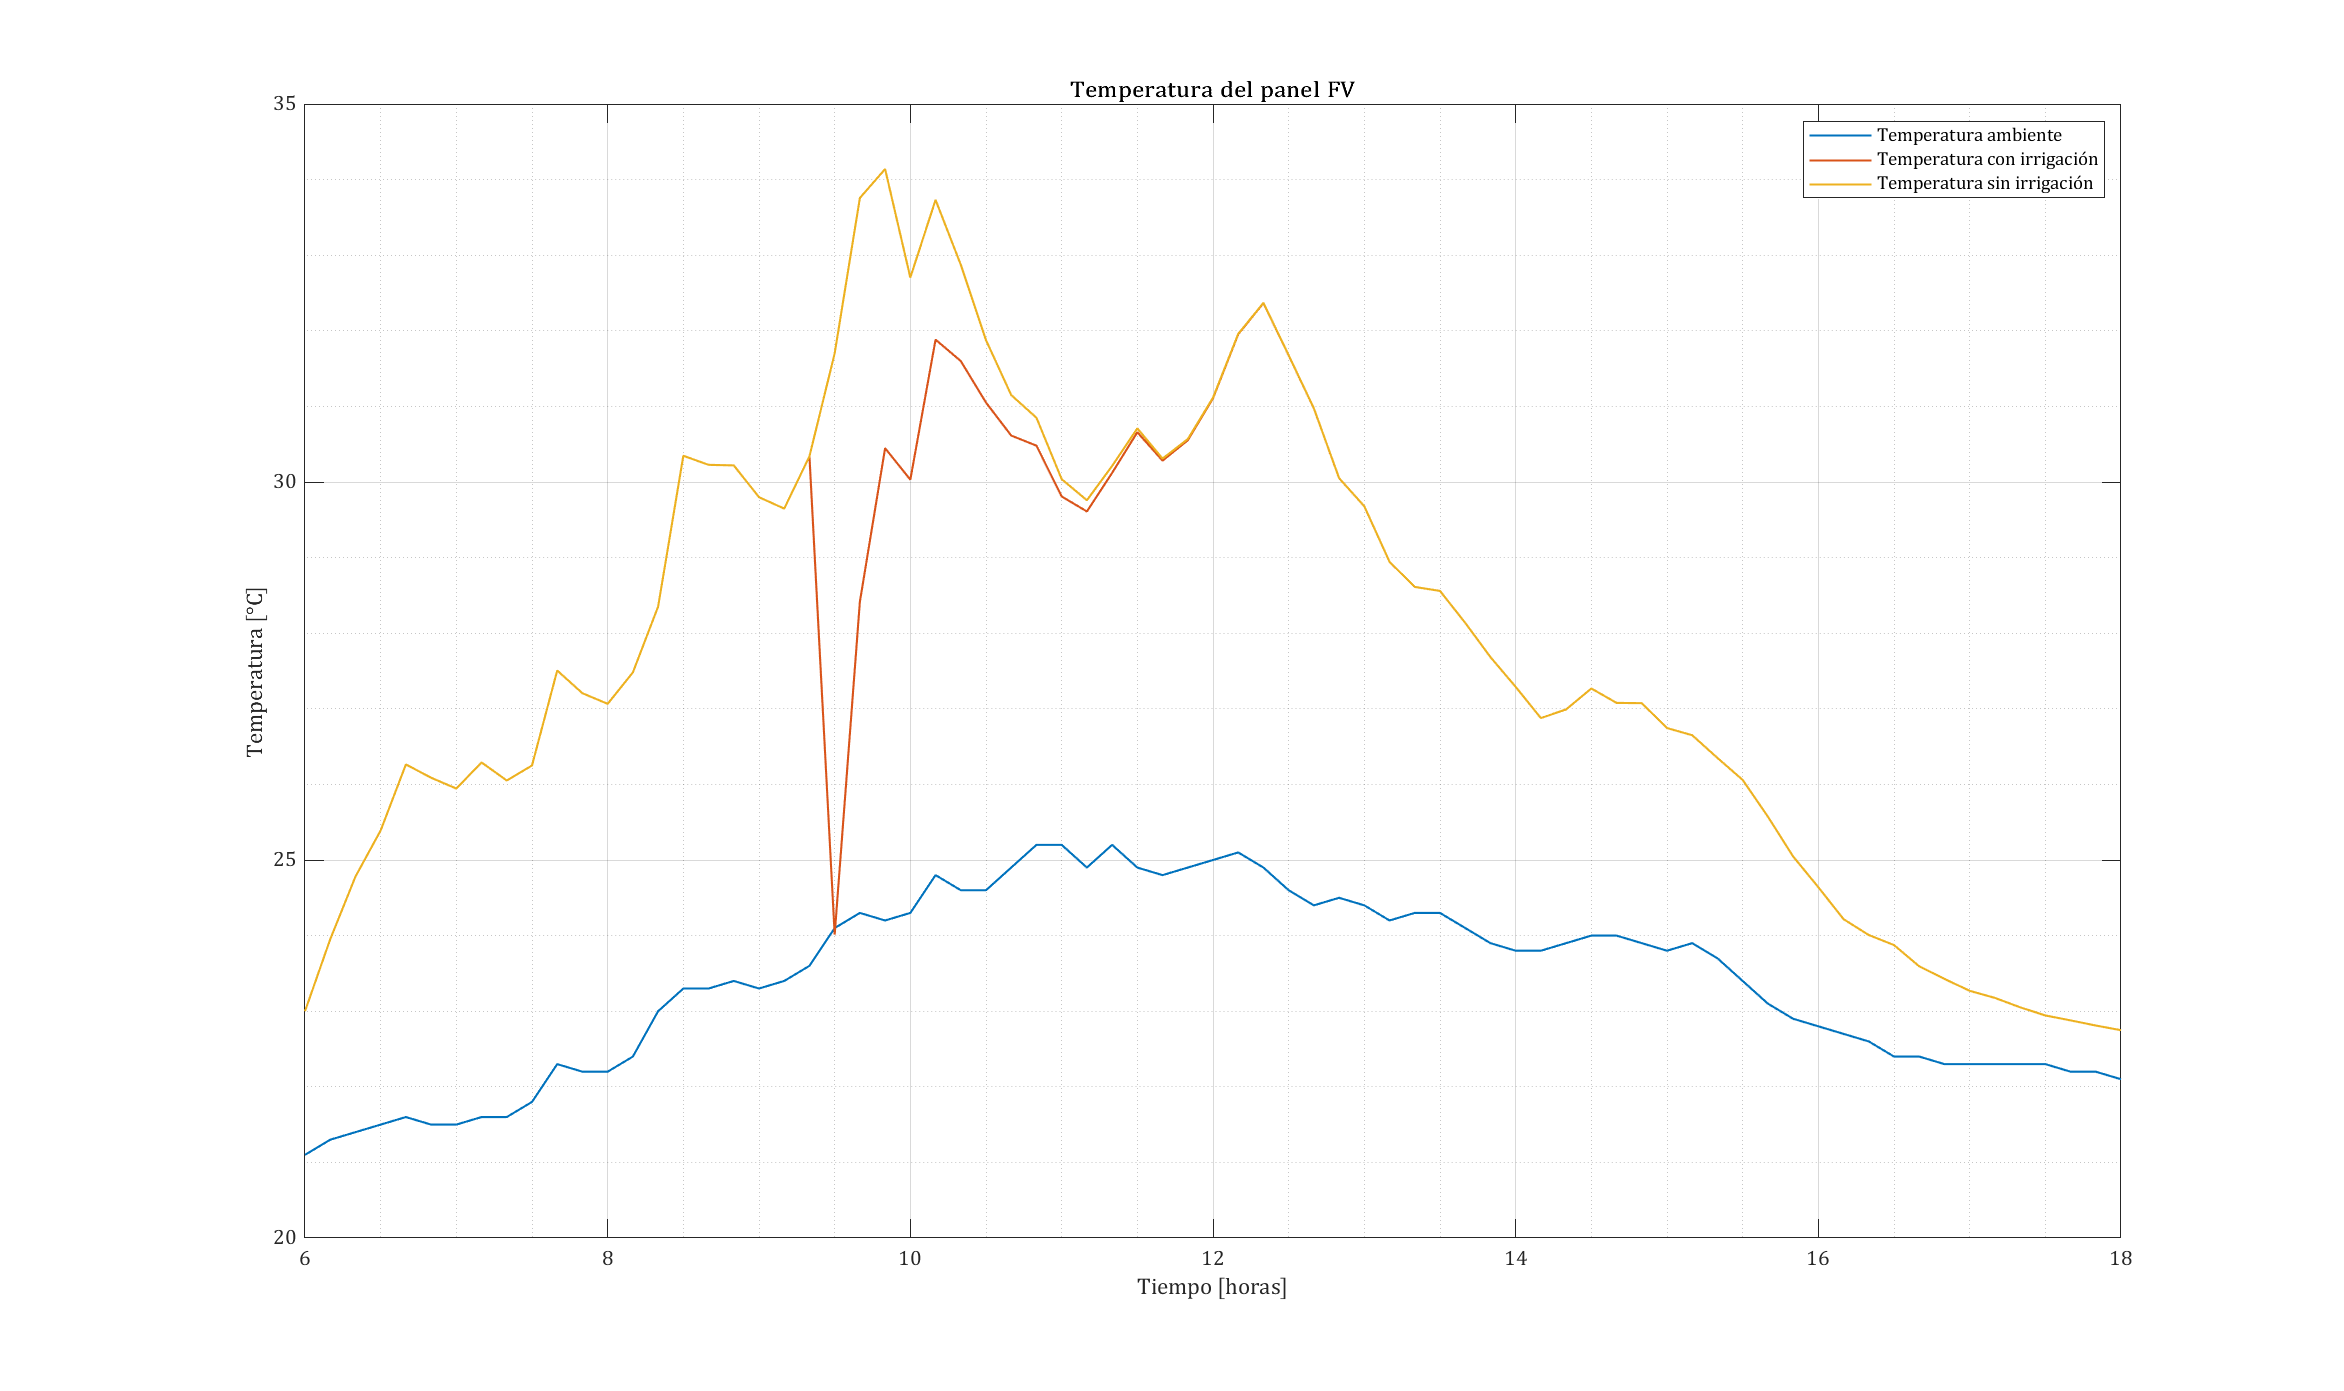 Temperatura del panel FV
35
Temperatura ambiente
Temperatura con irrigación
Temperatura sin irrigación
30
Temperatura [°C]
25
20
6 8 10 12 14 16 18
Tiempo [horas]